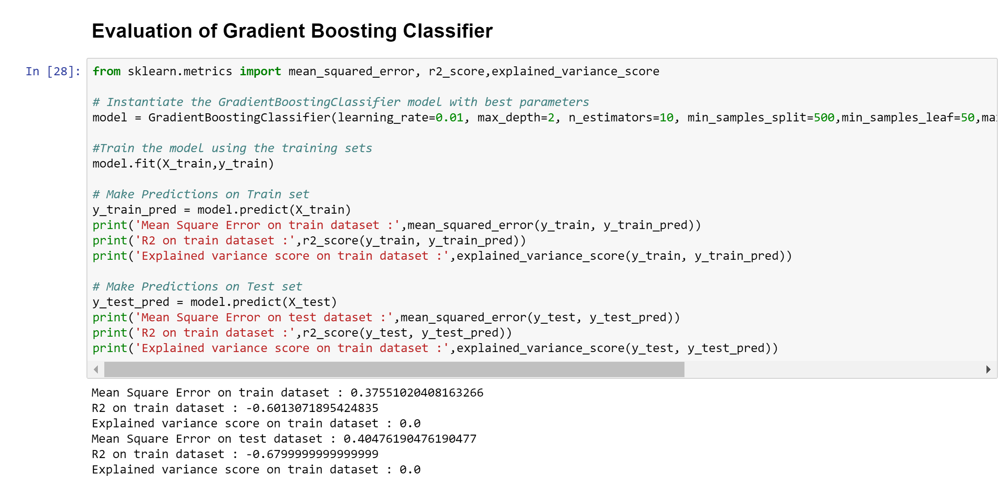 Evaluation of Gradient Boosting Classifier
In [28]:
from sklearn.metrics import mean_squared_error, r2_score,explained_variance_score
# Instantiate the GradientBoostingClassifier model with best parameters
model = GradientBoostingClassifier(learning_rate=0.01, max_depth=2, n_estimators=10, min_samples_split=500,min_samples_leaf=50,ma
#Train the model using the training sets
model.fit(X_train,y_train)
# Make Predictions on Train set
y_train_pred = model.predict(X_train)
print('Mean Square Error on train dataset :',mean_squared_error(y_train, y_train_pred))
print('R2 on train dataset :',r2_score(y_train, y_train_pred))
print('Explained variance score on train dataset :',explained_variance_score(y_train, y_train_pred))
# Make Predictions on Test set
y_test_pred = model.predict(X_test)
print('Mean Square Error on test dataset :',mean_squared_error(y_test, y_test_pred))
print('R2 on train dataset :',r2_score(y_test, y_test_pred))
print('Explained variance score on train dataset :',explained_variance_score(y_test, y_test_pred))
Mean Square Error on train dataset : 0.37551020408163266
R2 on train dataset : -0.6013071895424835
Explained variance score on train dataset : 0.0
Mean Square Error on test dataset : 0.40476190476190477
R2 on train dataset : -0.6799999999999999
Explained variance score on train dataset : 0.0